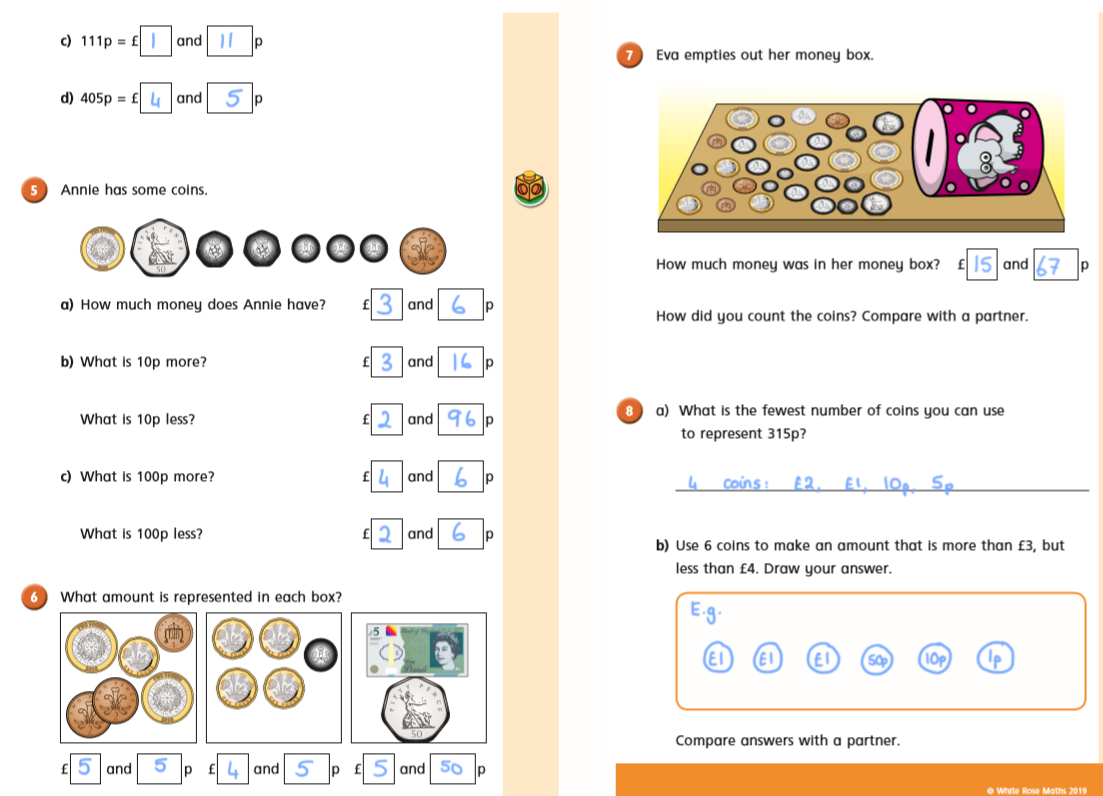 c) 111p = £ 1 and 11 p
d) 405p = £ 4 and 5 p
5 Annie has some coins.
50
a) How much money does Annie have? £ 3 and 6 p
b) What is 10p more? £ 3 and 16 p
What is 10p less? £ 2 and 96 p
c) What is 100p more? £ 4 and 6 p
What is 100p less? £ 2 and 6 p
6 What amount is represented in each box?
£5
50
£ 5 and 5 p £ 4 and 5 p £ 5 and 50 p
7 Eva empties out her money box.
How much money was in her money box? £ 15 and 67 p
How did you count the coins? Compare with a partner.
8 a) What is the fewest number of coins you can use
to represent 315p?
4 coins: £2, £1, 10p, 5p
b) Use 6 coins to make an amount that is more than £3, but
less than £4. Draw your answer.
E.g.
£1 £1 £1 50p 10p 1p
Compare answers with a partner.
© White Rose Maths 2019